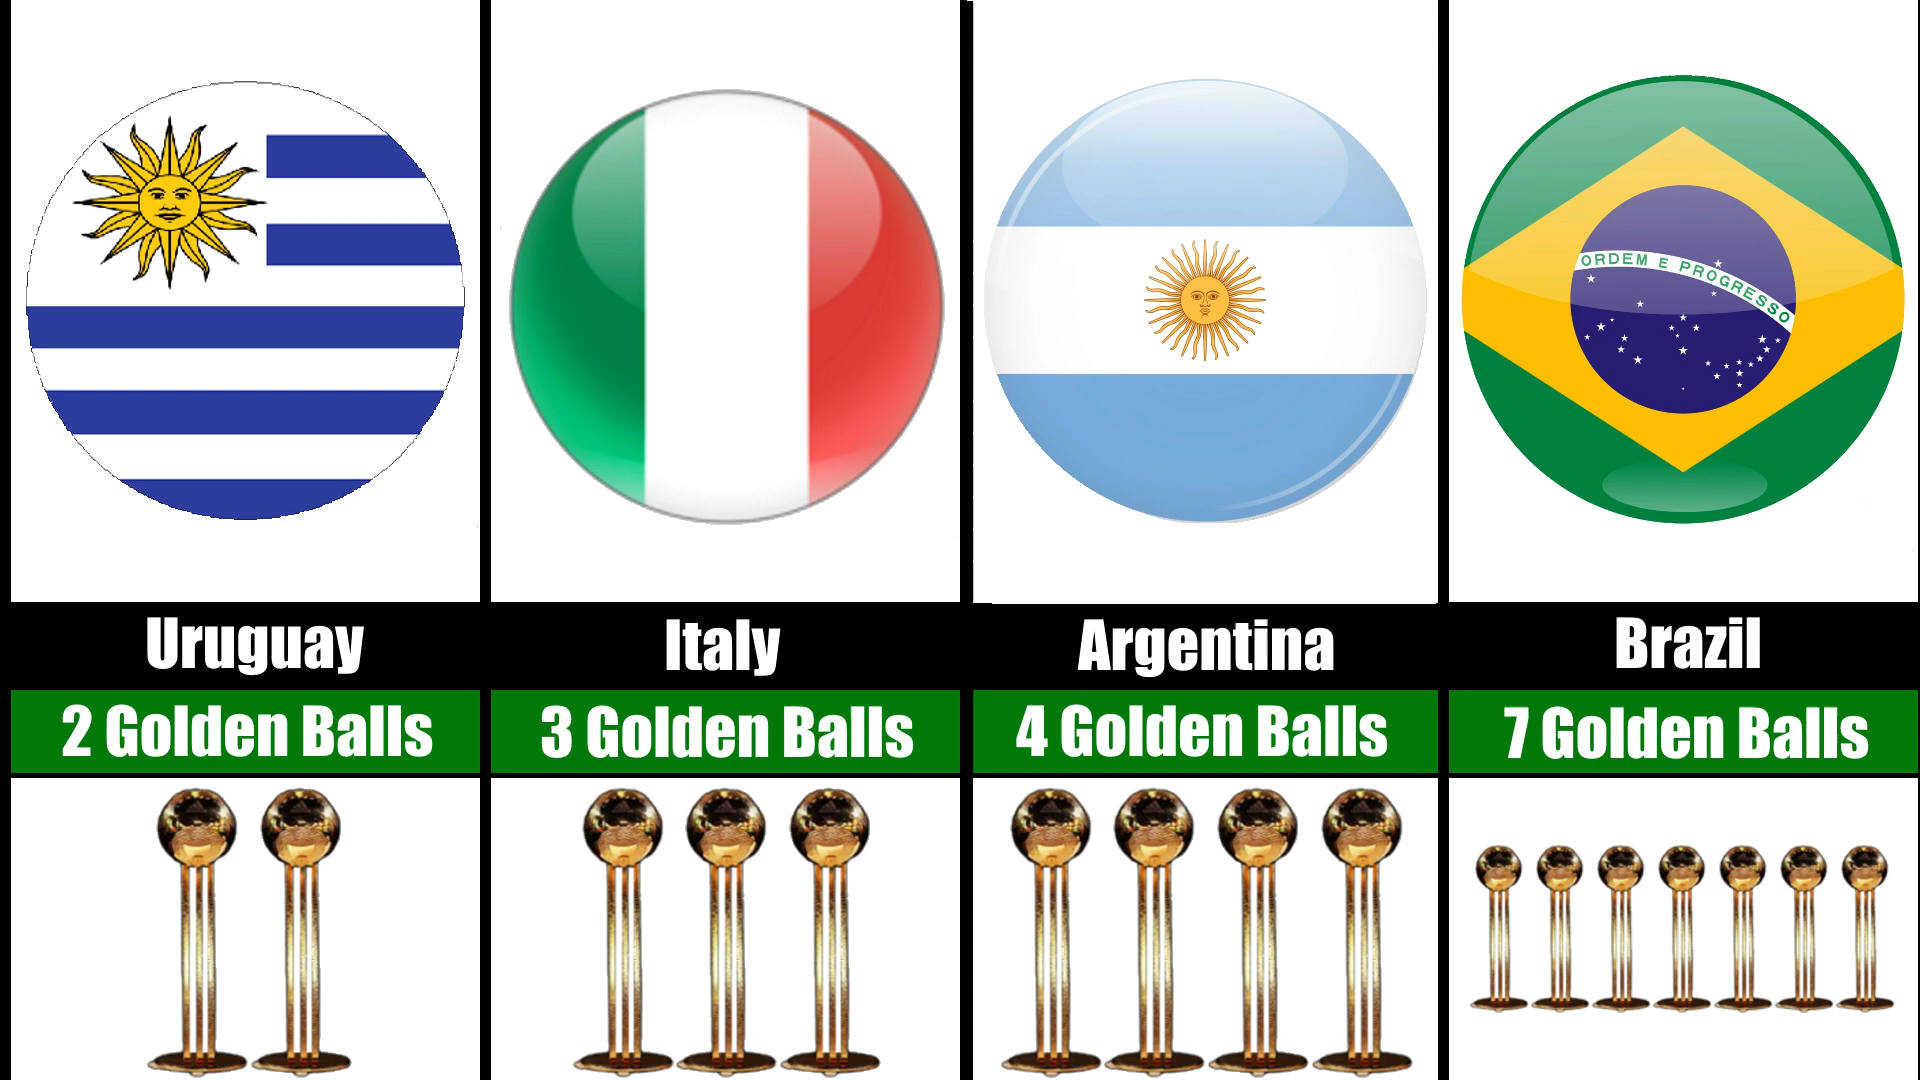 ORDEM E PROGRESSO
Uruguay
Italy
Argentina
Brazil
2 Golden Balls
3 Golden Balls
4 Golden Balls
7 Golden Balls